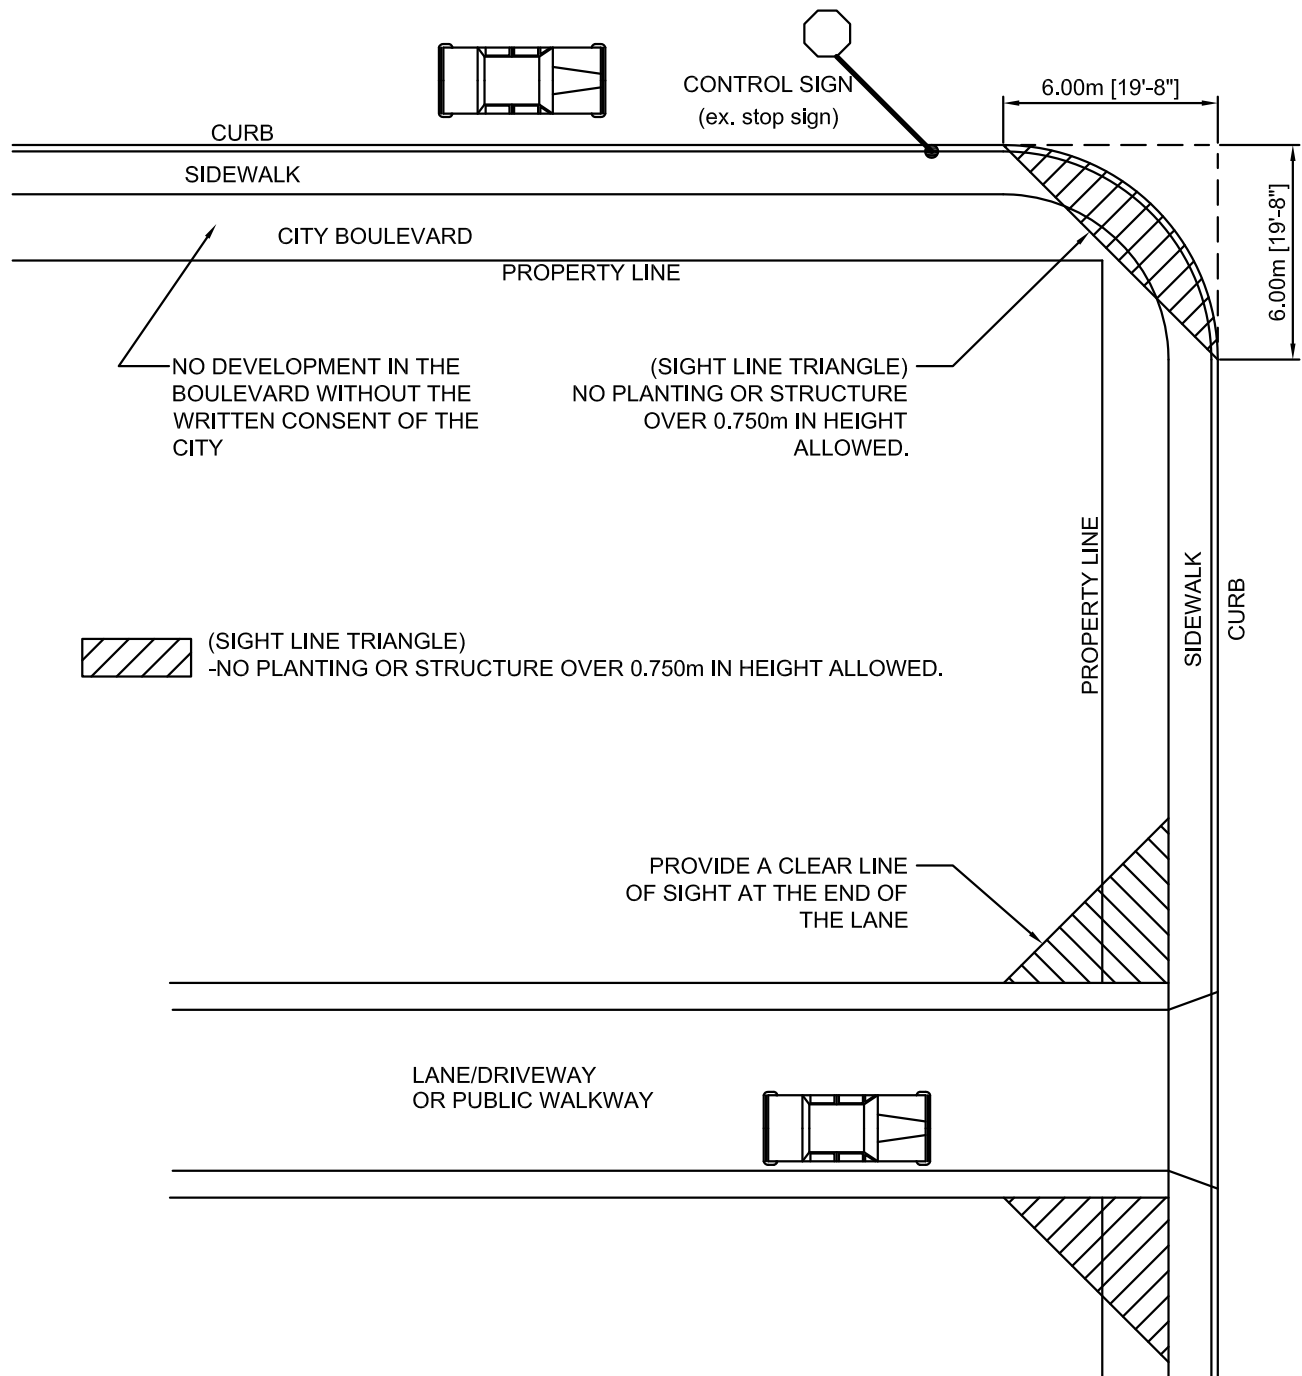 CONTROL SIGN
(ex. stop sign)
6.00m [19'-8"]
6.00m [19'-8"]
CURB
SIDEWALK
CITY BOULEVARD
PROPERTY LINE
NO DEVELOPMENT IN THE
BOULEVARD WITHOUT THE
WRITTEN CONSENT OF THE
CITY
(SIGHT LINE TRIANGLE)
NO PLANTING OR STRUCTURE
OVER 0.750m IN HEIGHT
ALLOWED.
PROPERTY LINE
SIDEWALK
CURB
(SIGHT LINE TRIANGLE)
-NO PLANTING OR STRUCTURE OVER 0.750m IN HEIGHT ALLOWED.
PROVIDE A CLEAR LINE
OF SIGHT AT THE END OF
THE LANE
LANE/DRIVEWAY
OR PUBLIC WALKWAY